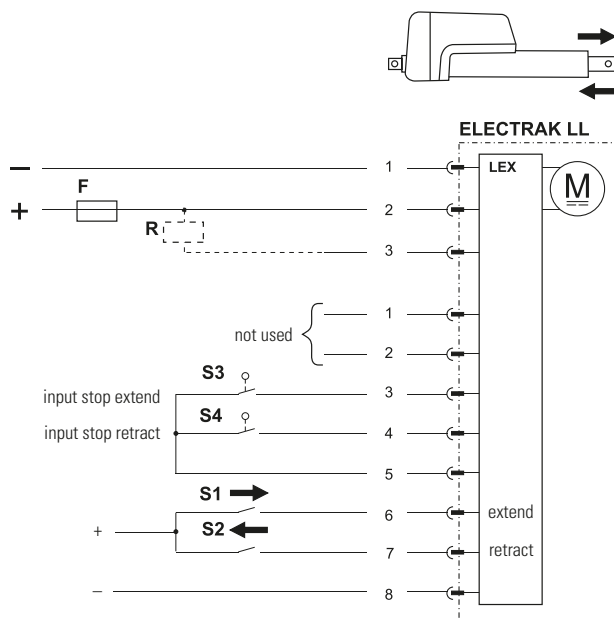 ELECTRAK LL
− 1 LEX
F
M
+ 2
R
3
1
not used
2
S3
input stop extend 3
S4
input stop retract 4
5
S1
6 extend
+ S2
7 retract
− 8